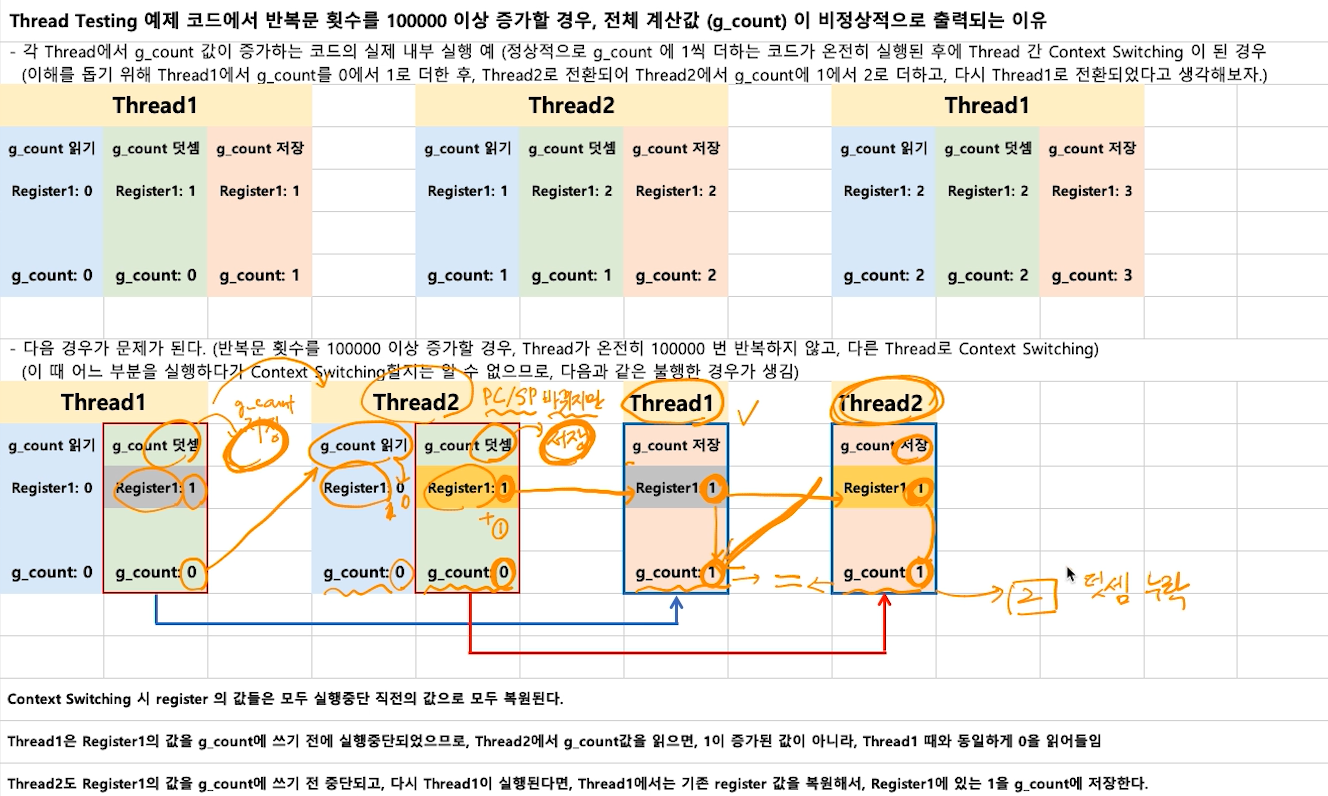 Thread Testing 예제 코드에서 반복문 횟수를 100000 이상 증가할 경우, 전체 계산값 (g_count) 이 비정상적으로 출력되는 이유
- 각 Thread에서 g_count 값이 증가하는 코드의 실제 내부 실행 예 (정상적으로 g_count 에 1씩 더하는 코드가 온전히 실행된 후에 Thread 간 Context Switching 이 된 경우
(이해를 돕기 위해 Thread1에서 g_count를 0에서 1로 더한 후, Thread2로 전환되어 Thread2에서 g_count에 1에서 2로 더하고, 다시 Thread1로 전환되었다고 생각해보자.)
Thread1 Thread2 Thread1
g_count 읽기 g_count 덧셈 g_count 저장 g_count 읽기 g_count 덧셈 g_count 저장 g_count 읽기 g_count 덧셈 g_count 저장
Register1: 0 Register1: 1 Register1: 1 Register1: 1 Register1: 2 Register1: 2 Register1: 2 Register1: 2 Register1: 3
g_count: 0 g_count: 0 g_count: 1 g_count: 1 g_count: 1 g_count: 2 g_count: 2 g_count: 2 g_count: 3
- 다음 경우가 문제가 된다. (반복문 횟수를 100000 이상 증가할 경우, Thread가 온전히 100000 번 반복하지 않고, 다른 Thread로 Context Switching)
(이 때 어느 부분을 실행하다가 Context Switching할지는 알 수 없으므로, 다음과 같은 불행한 경우가 생김)
Thread1 g_count 저장 Thread2 PC/SP 바뀌지만 Thread1 Thread2
g_count 읽기 g_count 덧셈 g_count 읽기 g_count 덧셈 저장 g_count 저장 g_count 저장
Register1: 0 Register1: 1 Register1: 0 Register1: 1 Register1: 1 Register1: 1
1 0
+ 1
g_count: 0 g_count: 0 g_count: 0 g_count: 0 g_count: 1 = g_count: 1 2 덧셈 누락
Context Switching 시 register 의 값들은 모두 실행중단 직전의 값으로 모두 복원된다.
Thread1은 Register1의 값을 g_count에 쓰기 전에 실행중단되었으므로, Thread2에서 g_count값을 읽으면, 1이 증가된 값이 아니라, Thread1 때와 동일하게 0을 읽어들임
Thread2도 Register1의 값을 g_count에 쓰기 전 중단되고, 다시 Thread1이 실행된다면, Thread1에서는 기존 register 값을 복원해서, Register1에 있는 1을 g_count에 저장한다.